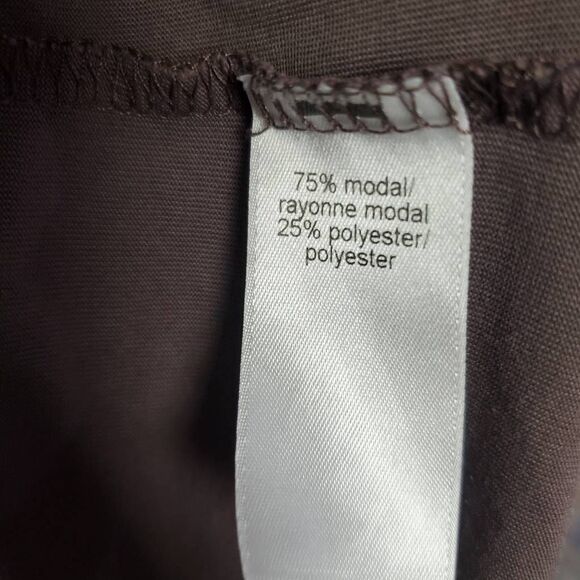 75% modal/
rayonne modal
25% polyester/
polyester